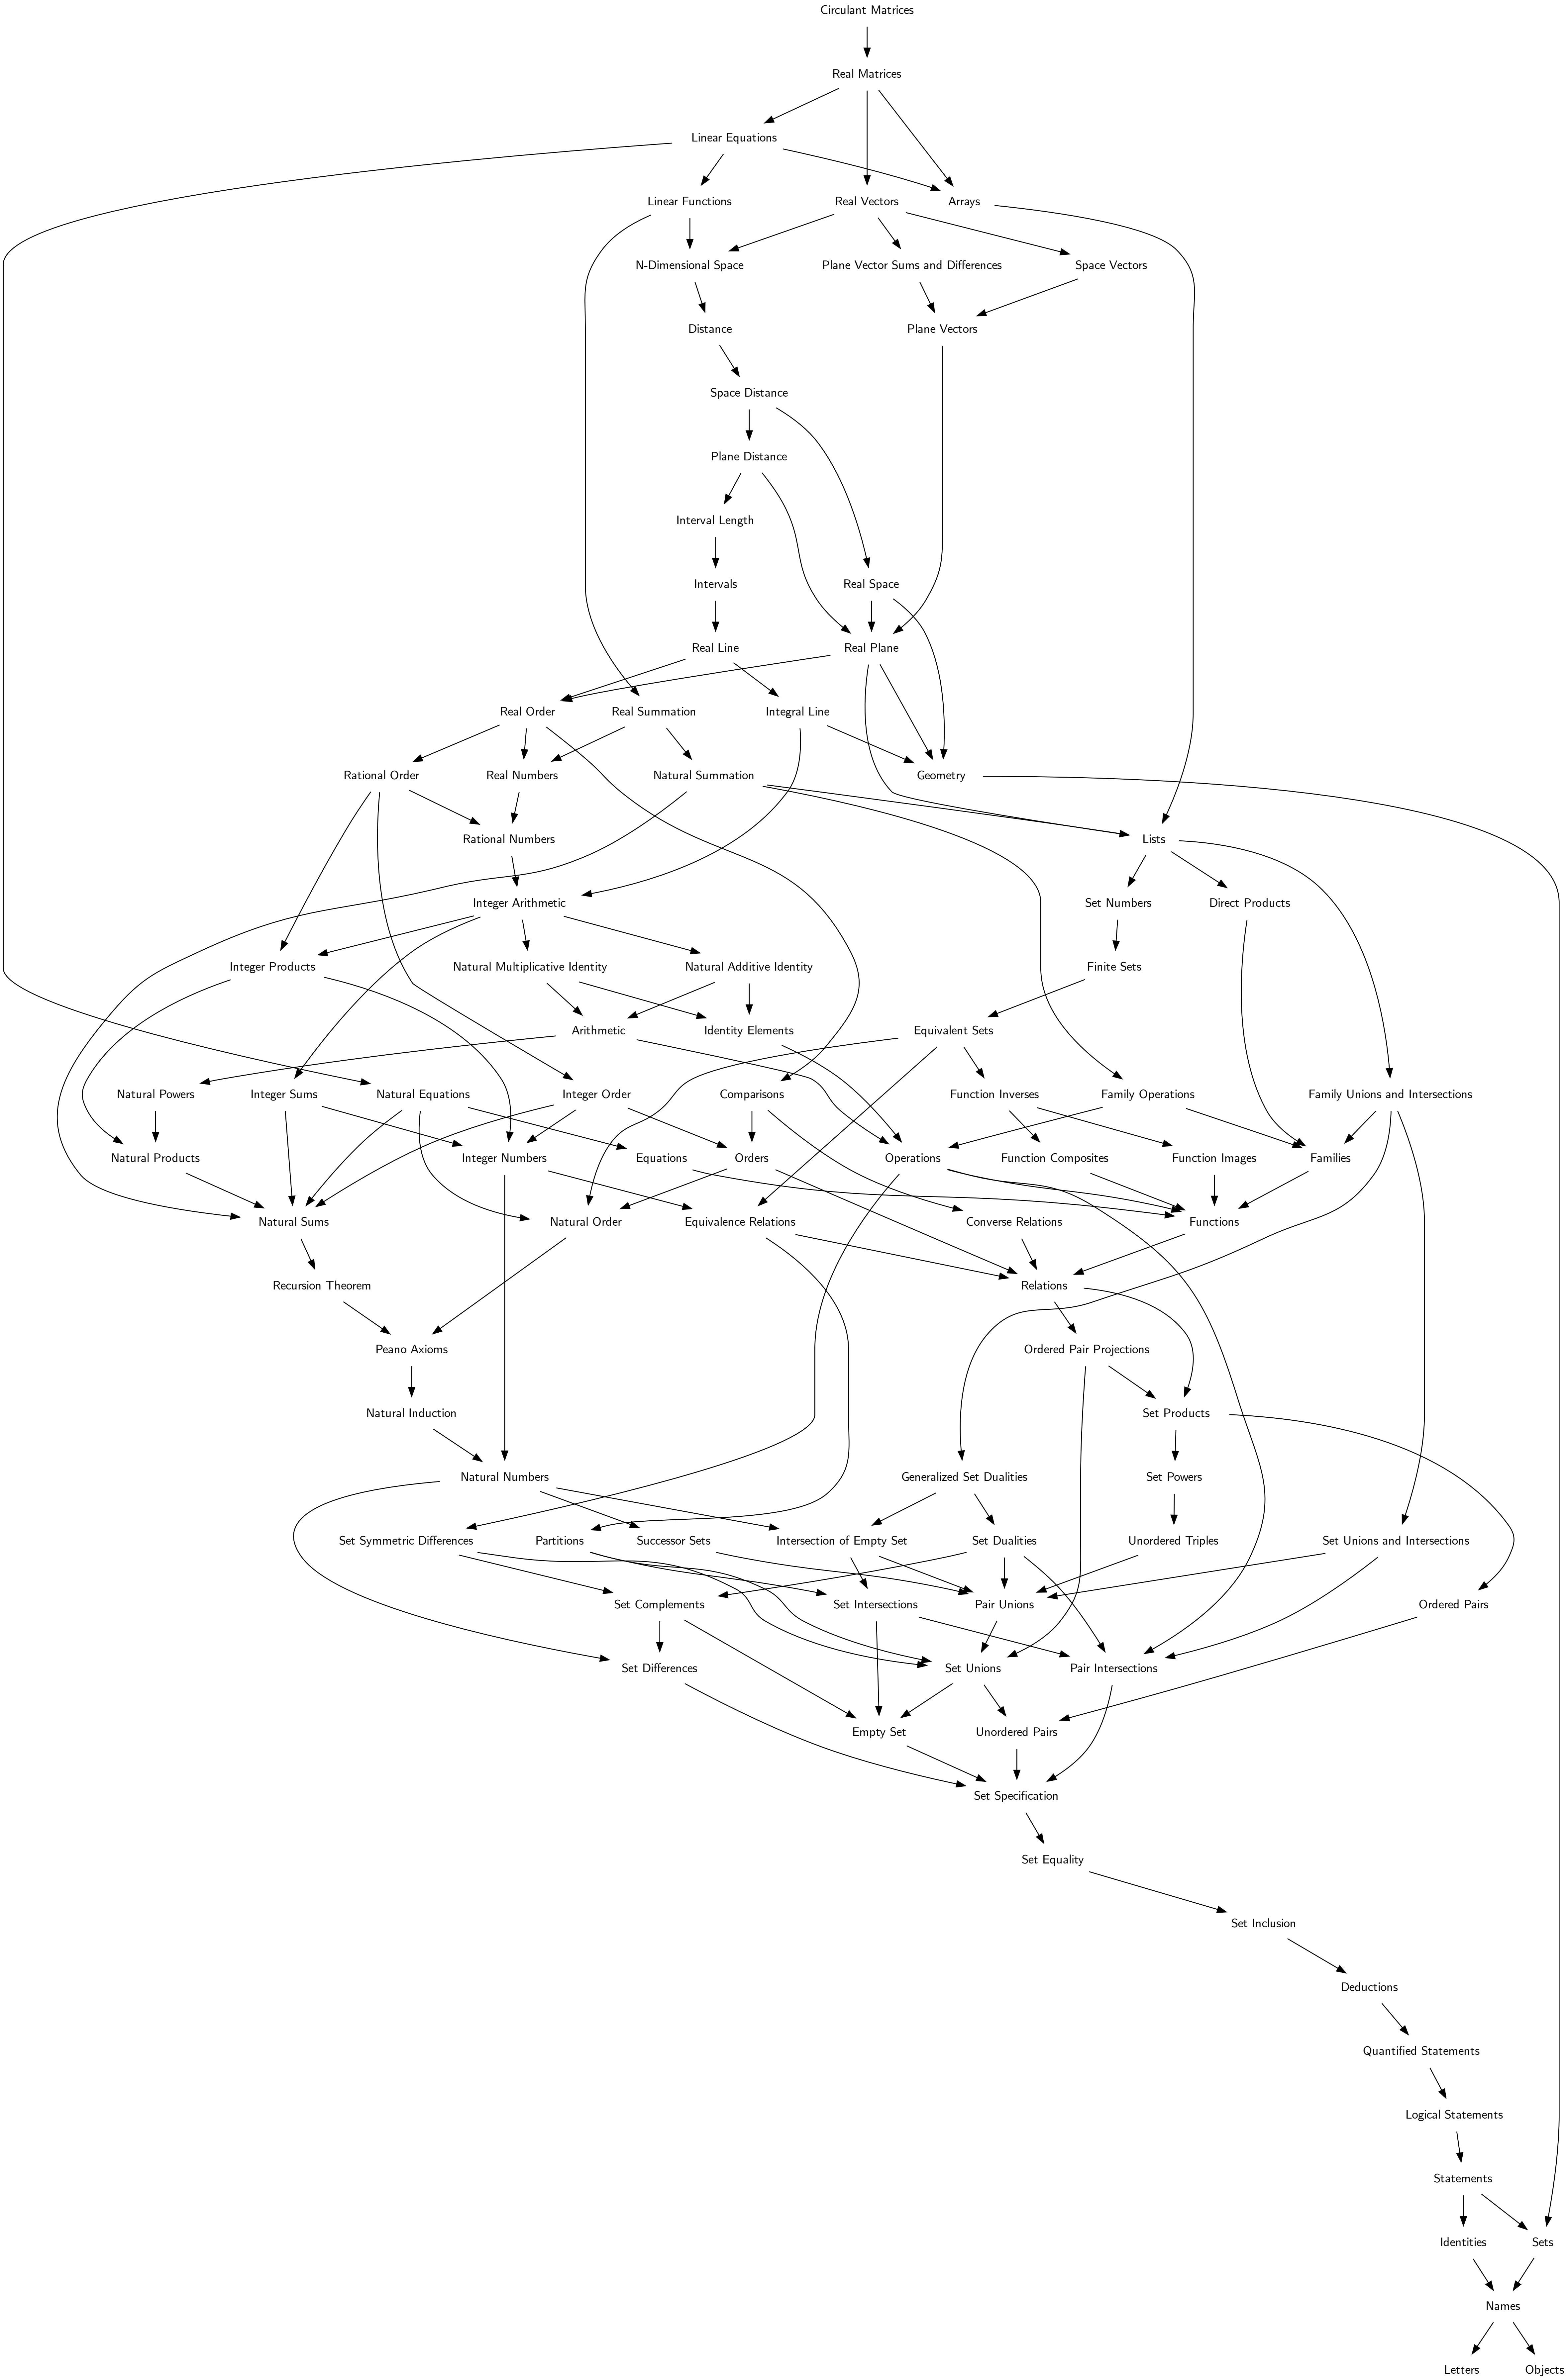 Circulant Matrices
Real Matrices
Linear Equations
Linear Functions
Real Vectors
Arrays
N-Dimensional Space
Plane Vector Sums and Differences
Space Vectors
Distance
Plane Vectors
Space Distance
Plane Distance
Interval Length
Intervals
Real Space
Real Line
Real Plane
Real Order
Real Summation
Integral Line
Rational Order
Real Numbers
Natural Summation
Geometry
Rational Numbers
Lists
Integer Arithmetic
Set Numbers
Direct Products
Integer Products
Natural Multiplicative Identity
Natural Additive Identity
Finite Sets
Arithmetic
Identity Elements
Equivalent Sets
Natural Powers
Integer Sums
Natural Equations
Integer Order
Comparisons
Function Inverses
Family Operations
Family Unions and Intersections
Natural Products
Integer Numbers
Equations
Orders
Operations
Function Composites
Function Images
Families
Natural Sums
Natural Order
Equivalence Relations
Converse Relations
Functions
Recursion Theorem
Relations
Peano Axioms
Ordered Pair Projections
Natural Induction
Set Products
Natural Numbers
Generalized Set Dualities
Set Powers
Set Symmetric Differences
Partitions
Successor Sets
Intersection of Empty Set
Set Dualities
Unordered Triples
Set Unions and Intersections
Set Complements
Set Intersections
Pair Unions
Ordered Pairs
Set Differences
Set Unions
Pair Intersections
Empty Set
Unordered Pairs
Set Specification
Set Equality
Set Inclusion
Deductions
Quantified Statements
Logical Statements
Statements
Identities
Sets
Names
Letters
Objects